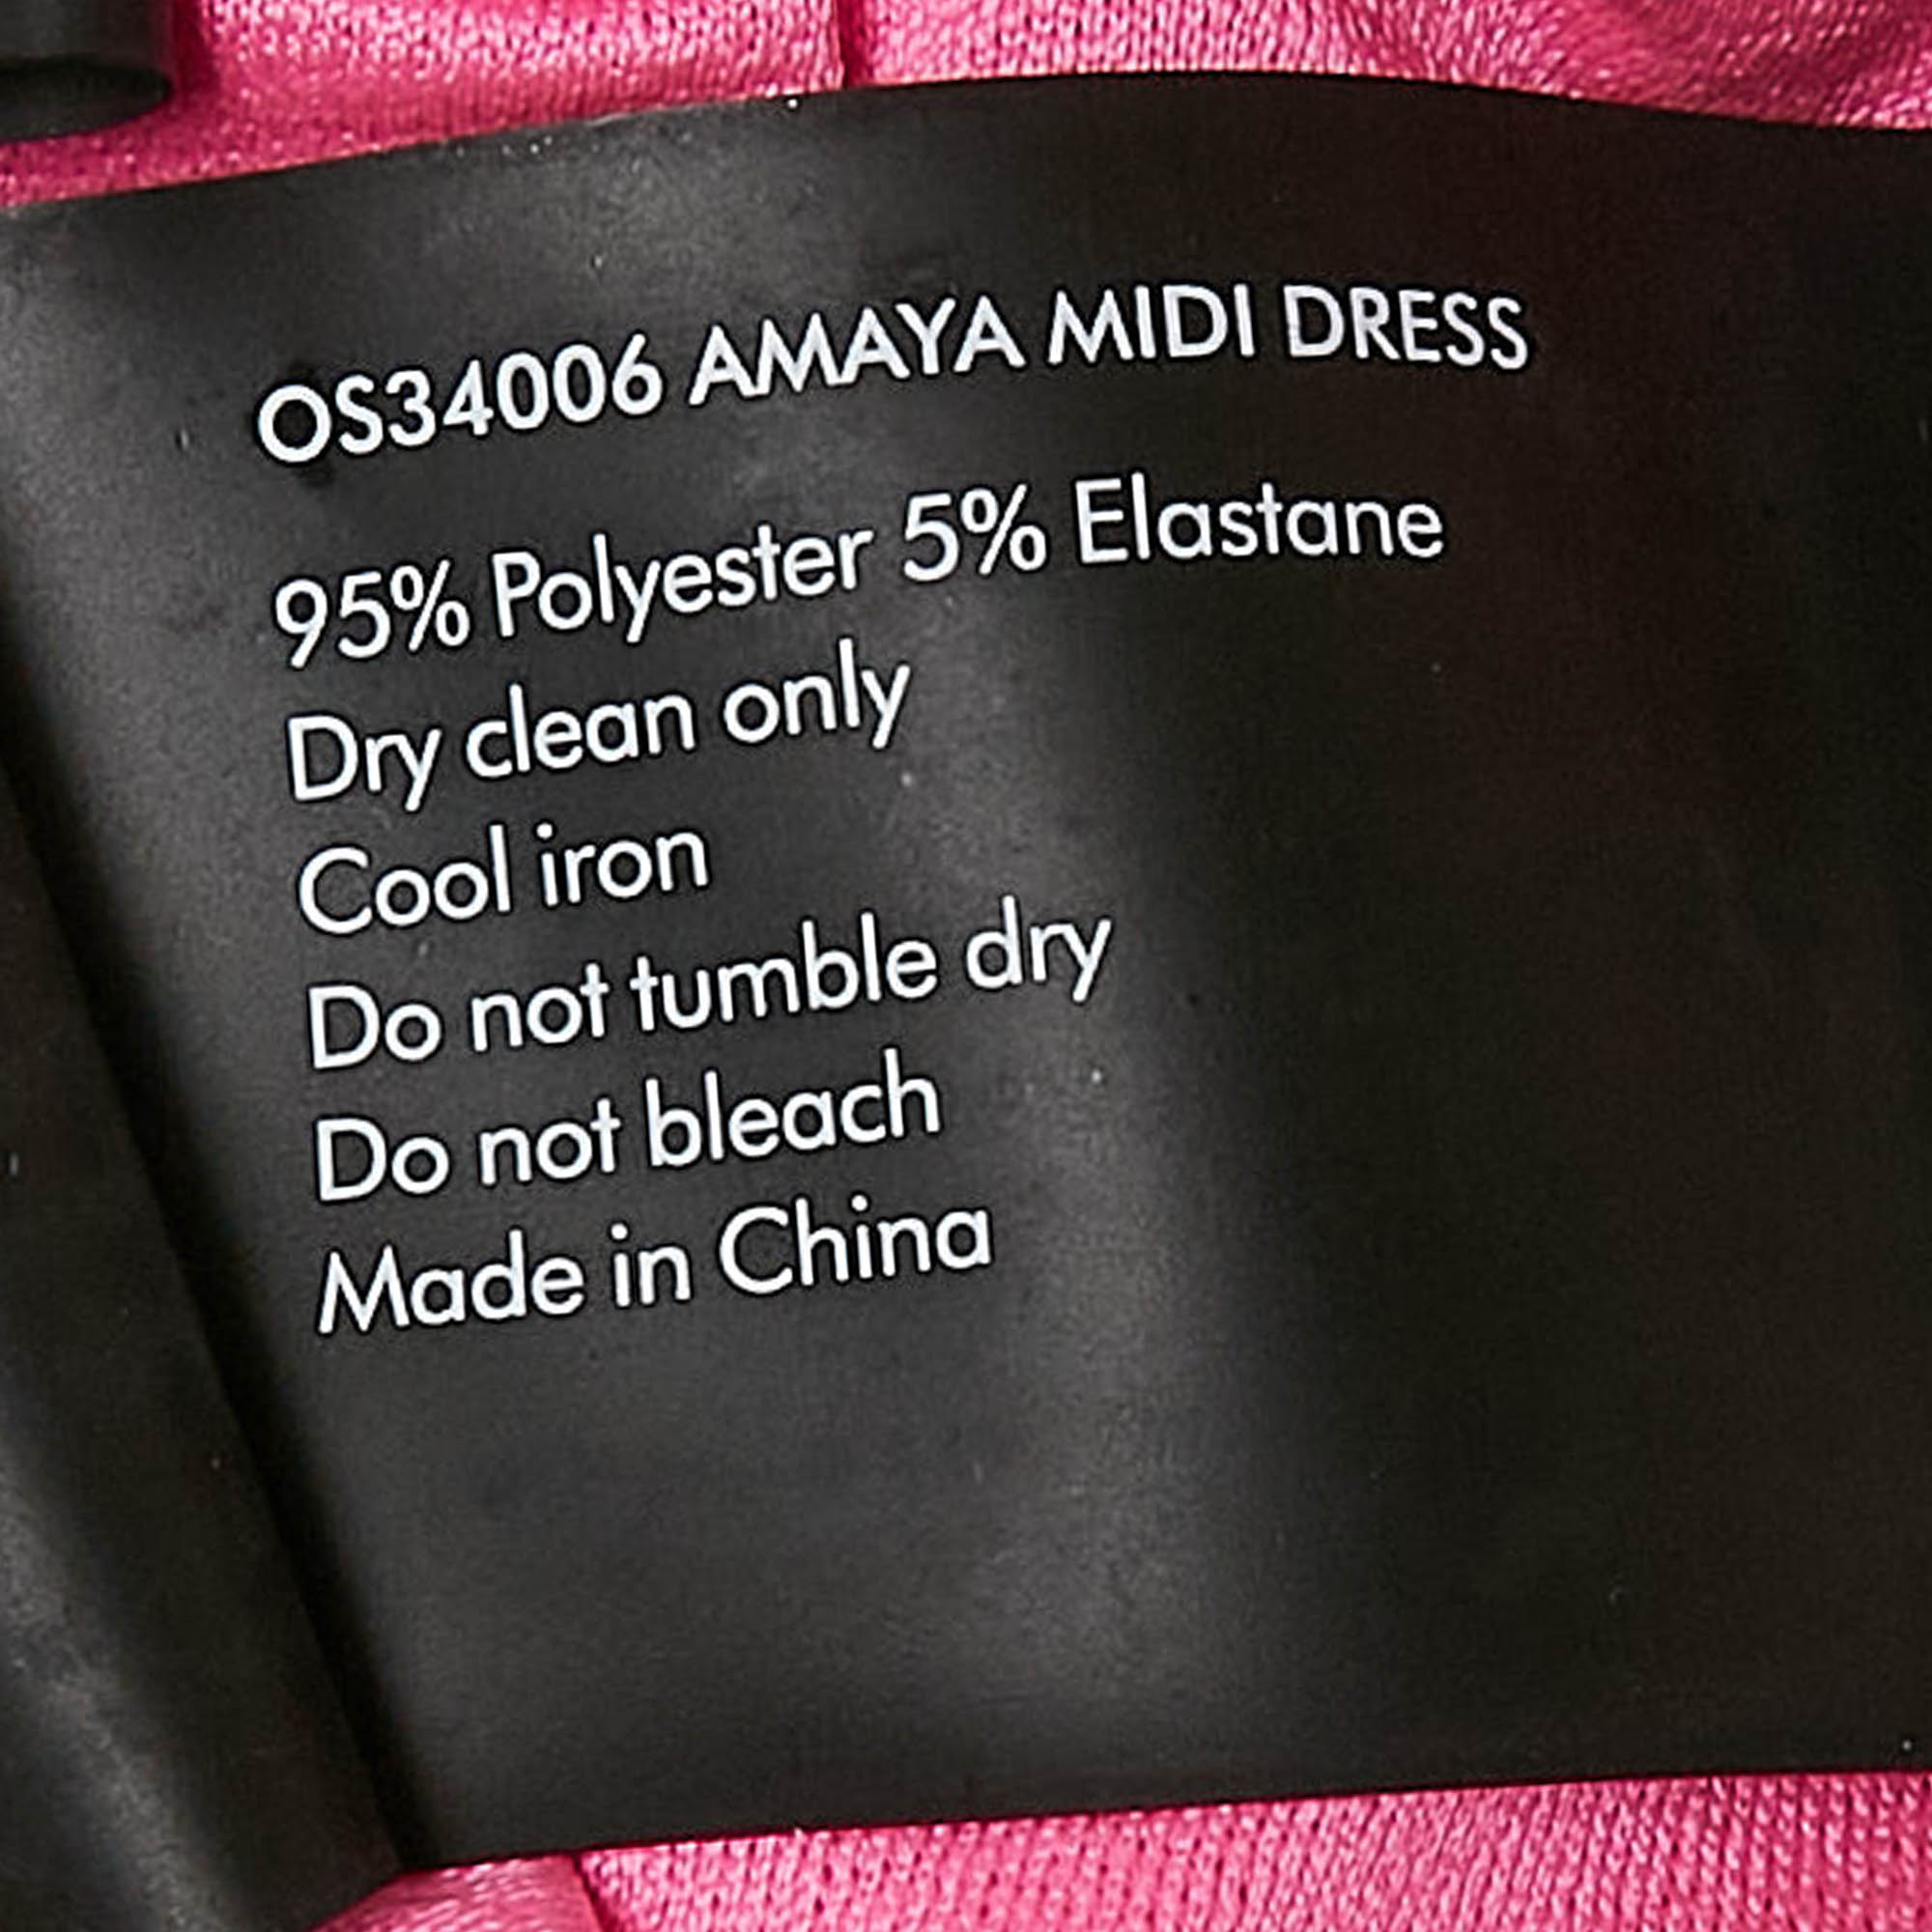 OS34006 AMAYA MIDI DRESS
95% Polyester 5% Elastane
Dry clean only
Cool iron
Do not tumble dry
Do not bleach
Made in China